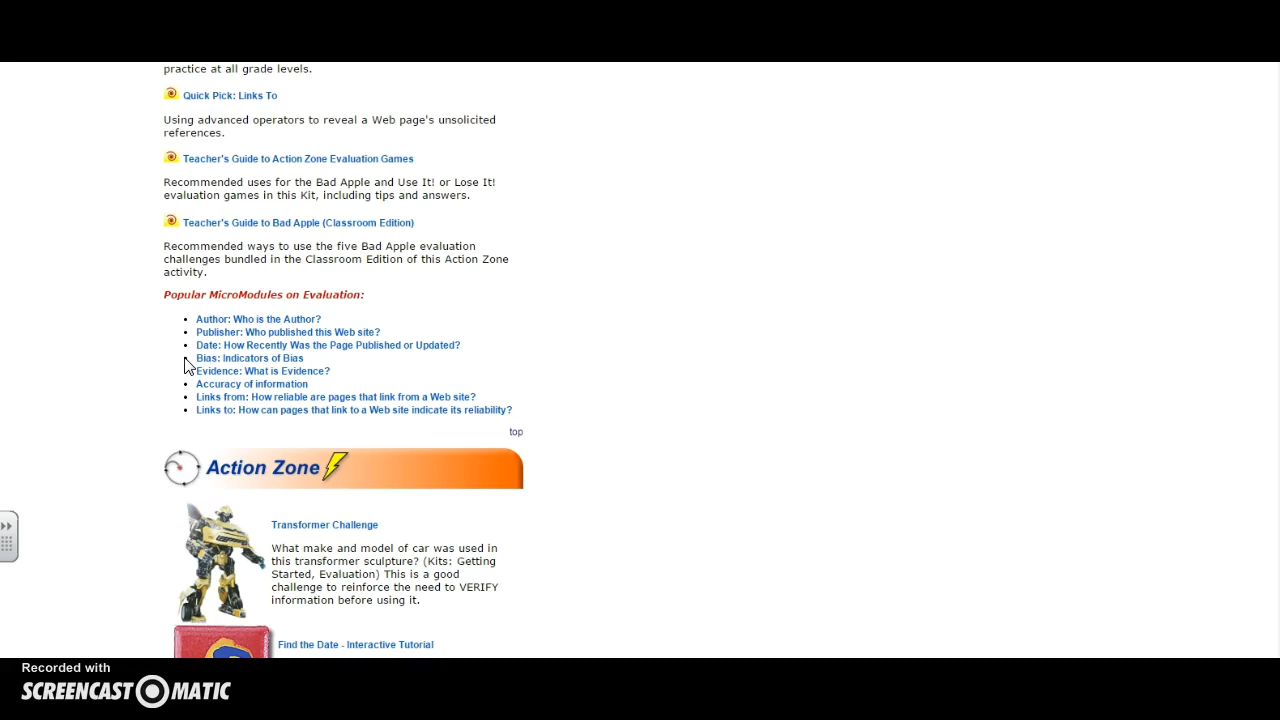 practice at all grade levels.
Quick Pick: Links To
Using advanced operators to reveal a Web page's unsolicited
references.
Teacher's Guide to Action Zone Evaluation Games
Recommended uses for the Bad Apple and Use It! or Lose It!
evaluation games in this Kit, including tips and answers.
Teacher's Guide to Bad Apple (Classroom Edition)
Recommended ways to use the five Bad Apple evaluation
challenges bundled in the Classroom Edition of this Action Zone
activity.
Popular MicroModules on Evaluation:
Author: Who is the Author?
Publisher: Who published this Web site?
Date: How Recently Was the Page Published or Updated?
Bias: Indicators of Bias
Evidence: What is Evidence?
Accuracy of information
Links from: How reliable are pages that link from a Web site?
Links to: How can pages that link to a Web site indicate its reliability?
top
Action Zone
Transformer Challenge
What make and model of car was used in
this transformer sculpture? (Kits: Getting
Started, Evaluation) This is a good
challenge to reinforce the need to VERIFY
information before using it.
Find the Date - Interactive Tutorial
Recorded with
SCREENCAST MATIC